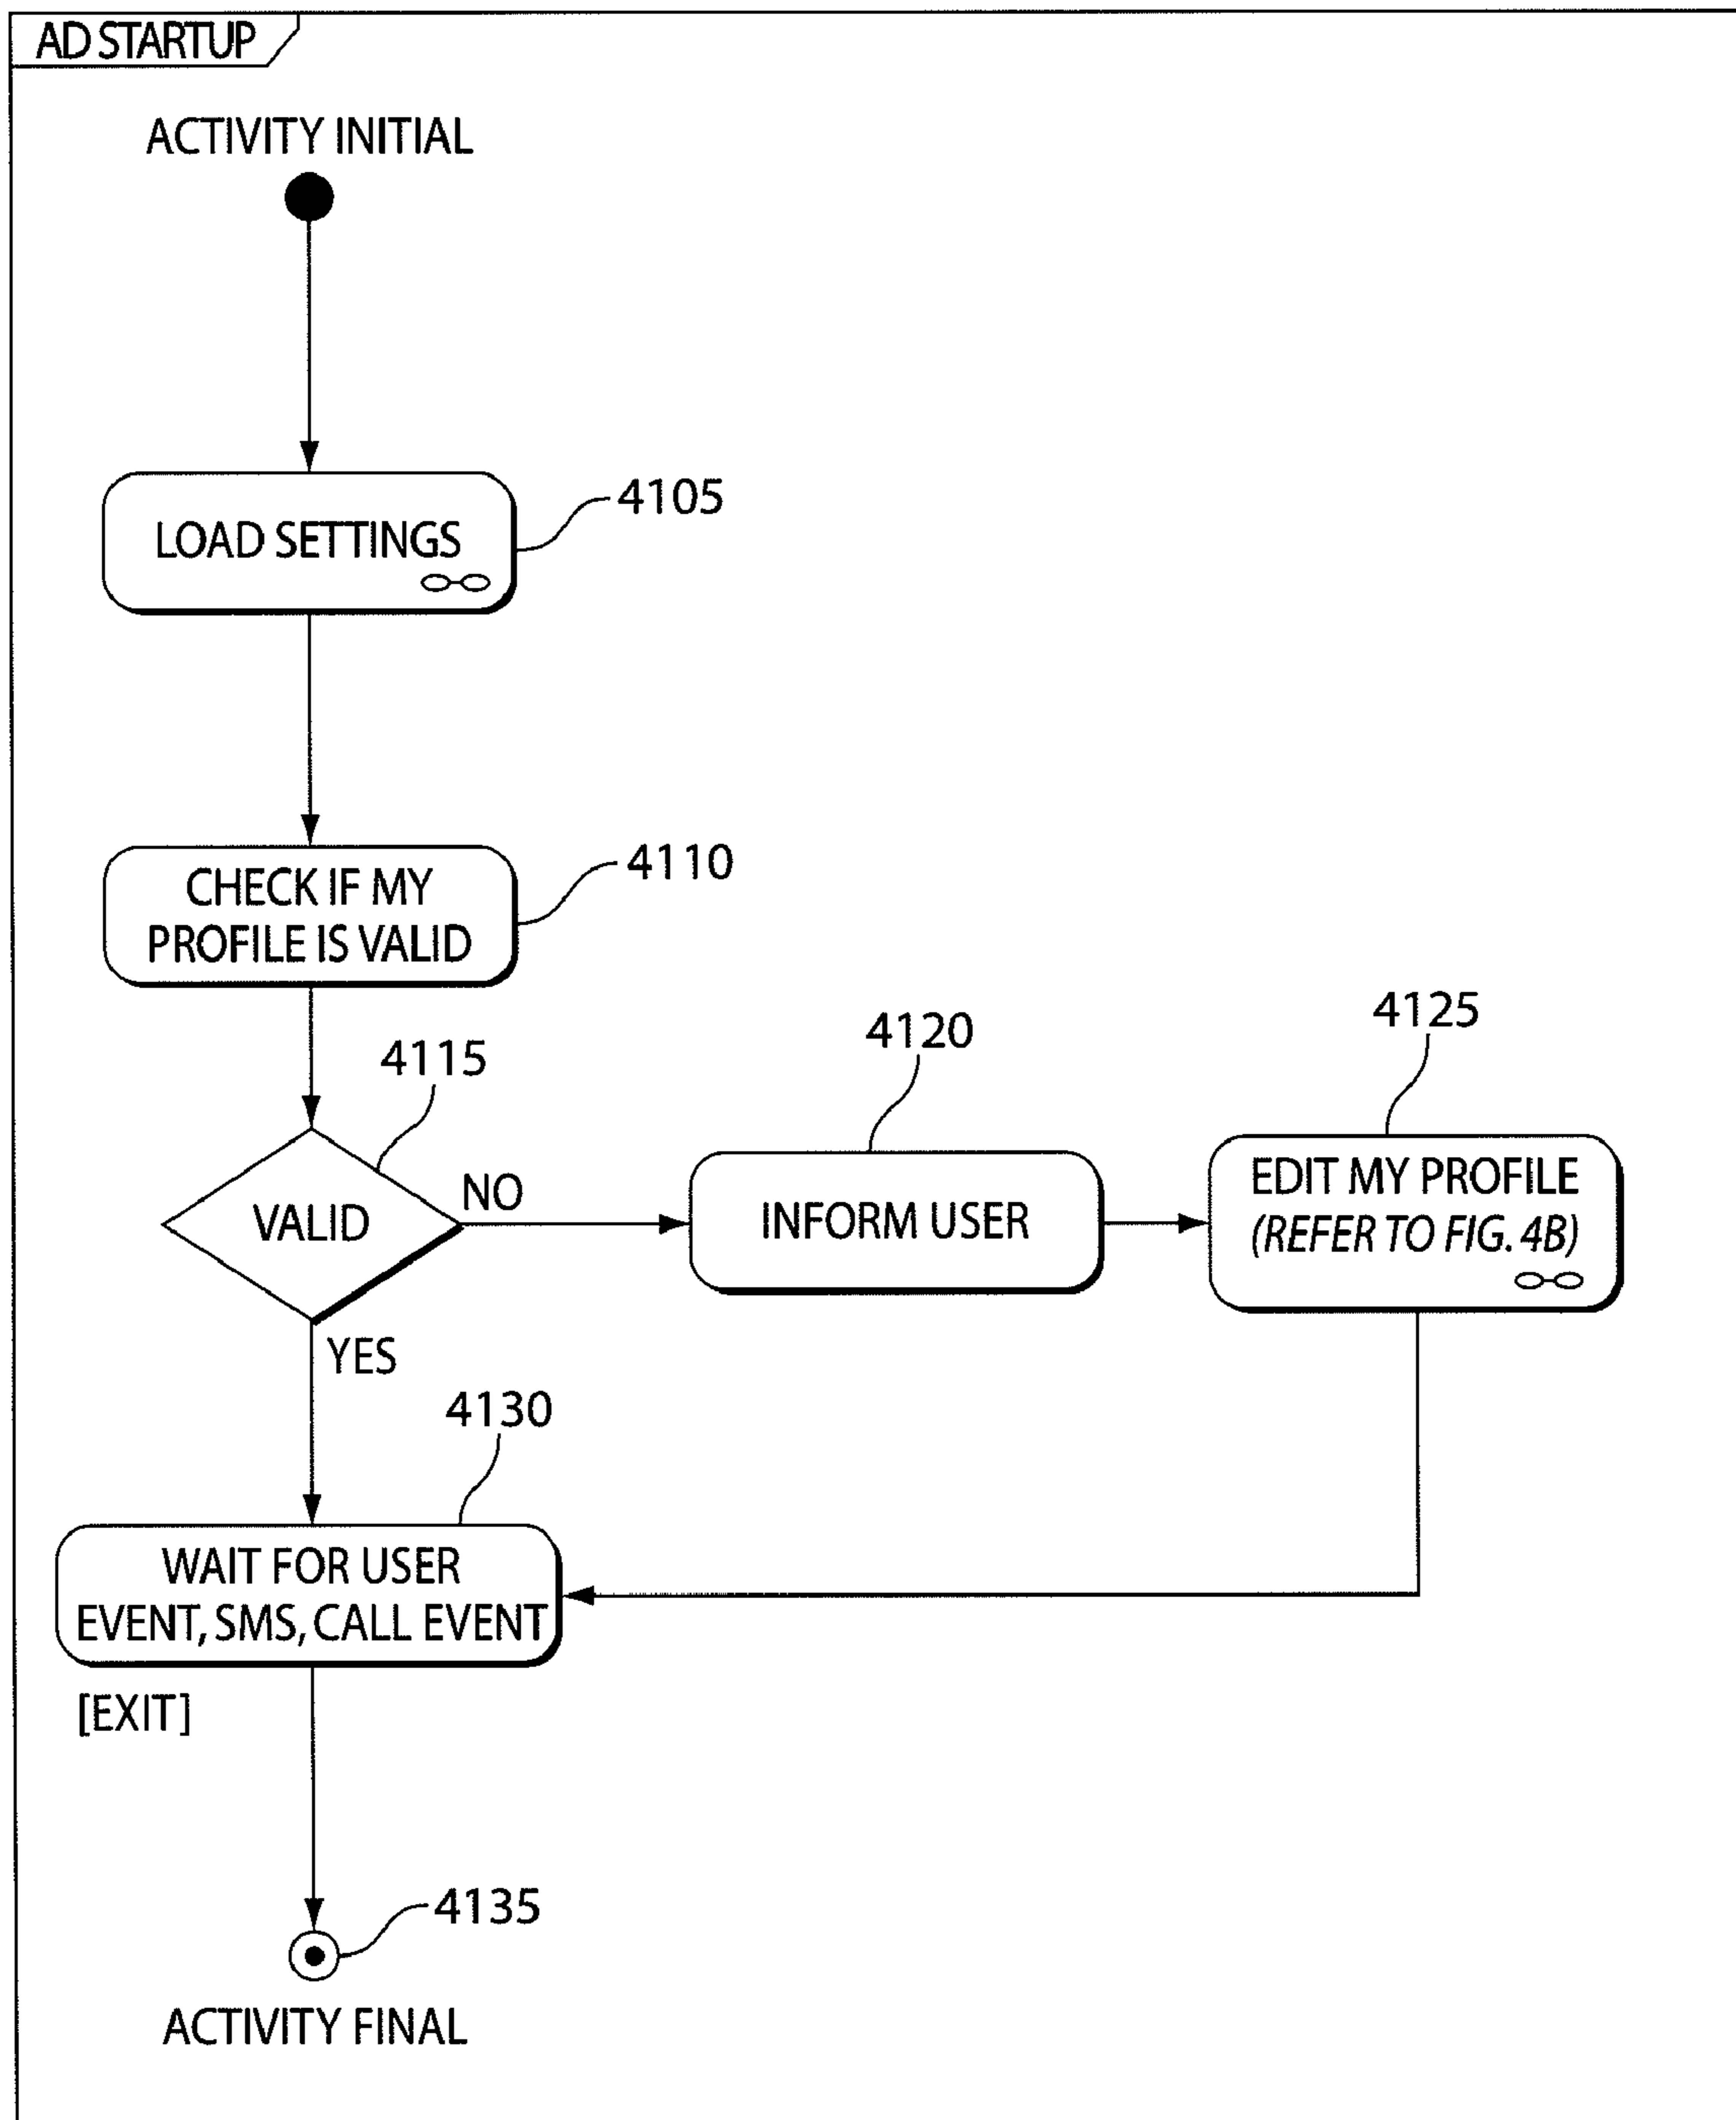 AD STARTUP
ACTIVITY INITIAL
4105
LOAD SETTINGS
4110
CHECK IF MY
PROFILE IS VALID
4115
VALID
NO
YES
4120
INFORM USER
4125
EDIT MY PROFILE
(REFER TO FIG. 4B)
4130
WAIT FOR USER
EVENT, SMS, CALL EVENT
[EXIT]
4135
ACTIVITY FINAL